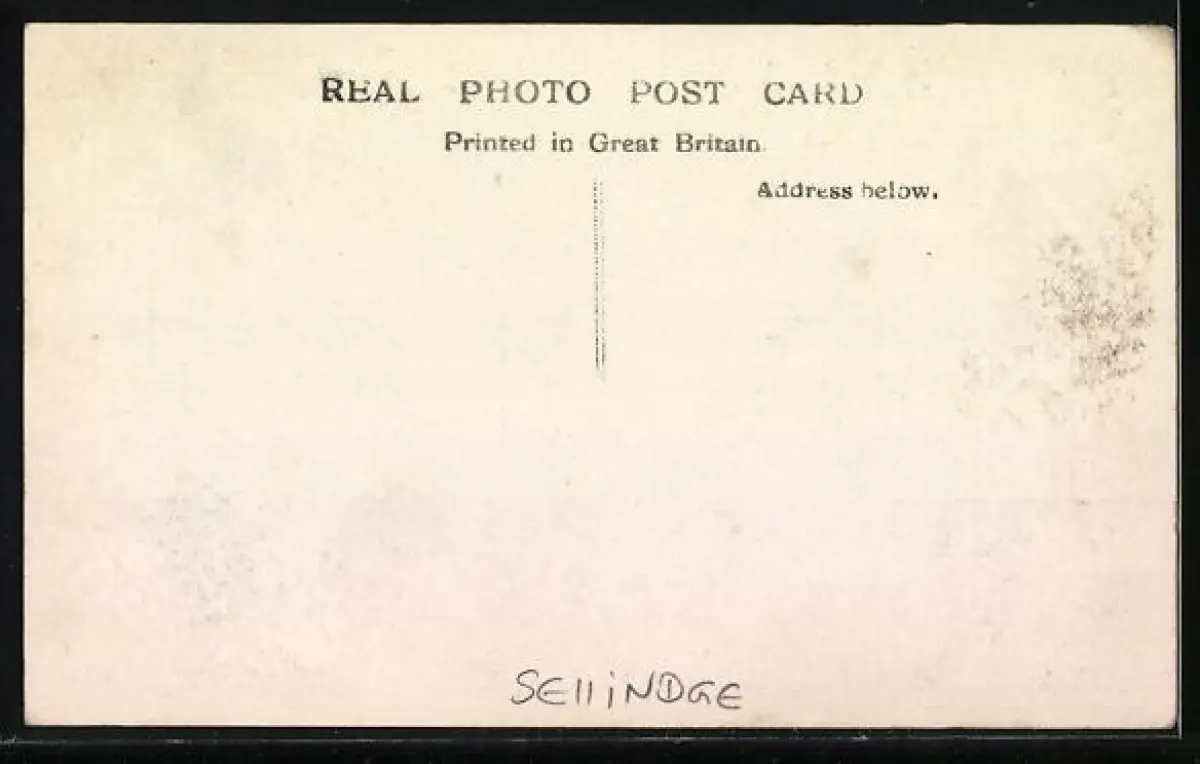 REAL PHOTO POST CARD
Printed in Great Britain.
Address below.
SEllINDGE